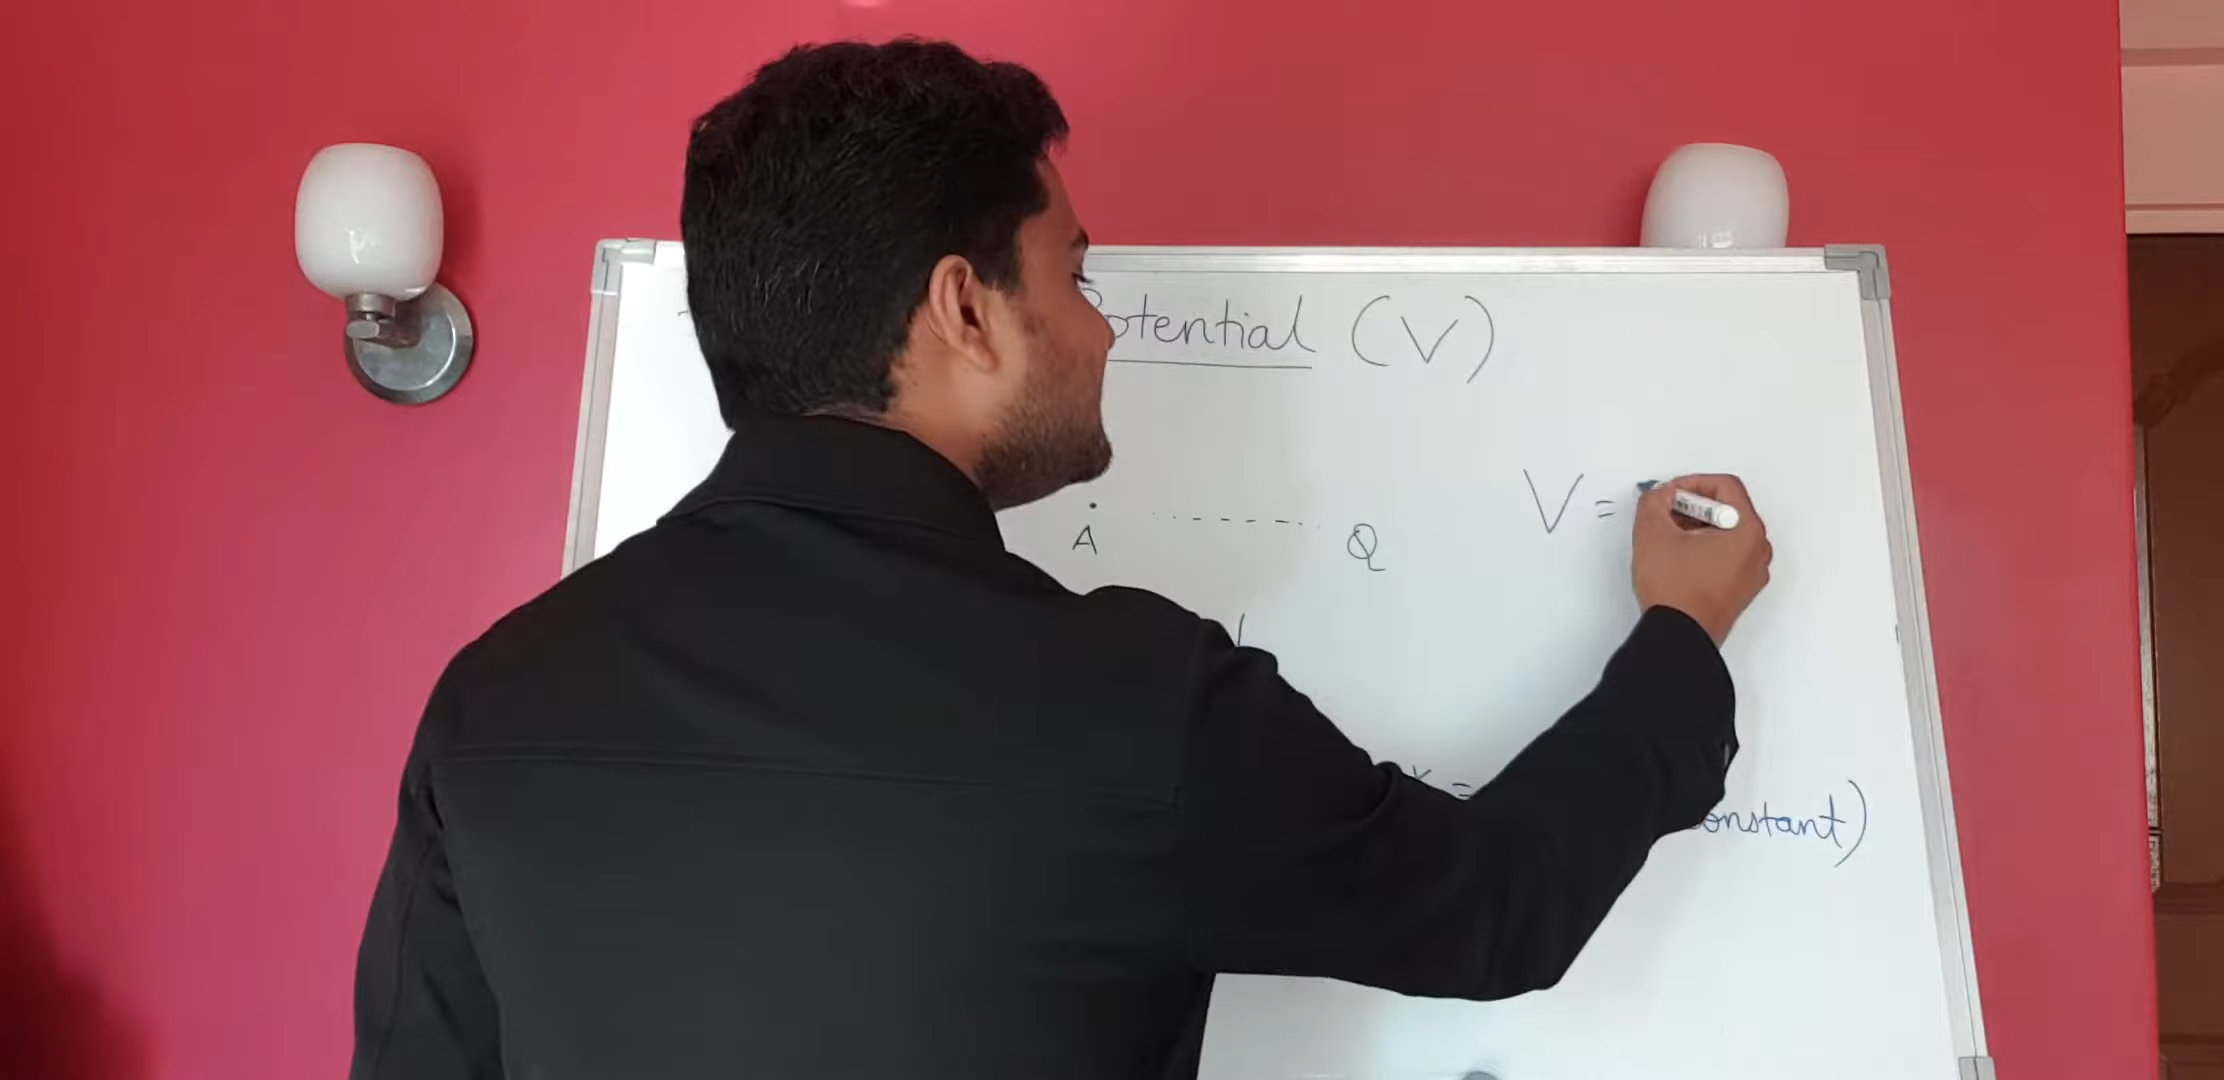 Potential (V)
V =
A Q
=
onstant)